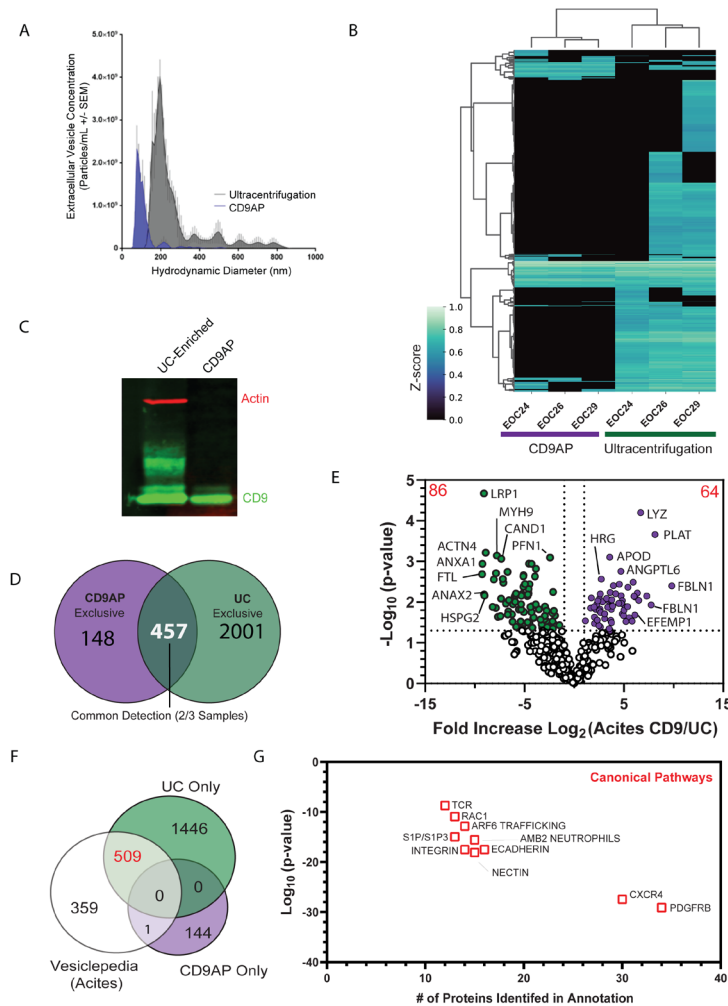 A
Extracellular Vesicle Concentration
(Particles/mL +/- SEM)
5.0×10⁹
4.0×10⁹
3.0×10⁹
2.0×10⁹
1.0×10⁹
0
0
200
400
600
800
1000
Hydrodynamic Diameter (nm)
Ultracentrifugation
CD9AP
B
1.0
0.8
0.6
0.4
0.2
0.0
Z-score
EOC24
EOC26
EOC29
EOC24
EOC26
EOC29
CD9AP
Ultracentrifugation
C
UC-Enriched
CD9AP
Actin
CD9
D
CD9AP
Exclusive
148
457
UC
Exclusive
2001
Common Detection (2/3 Samples)
E
86
64
LRP1
MYH9
CAND1
PFN1
ACTN4
ANXA1
FTL
ANAX2
HSPG2
LYZ
PLAT
HRG
APOD
ANGPTL6
FBLN1
FBLN1
EFEMP1
5
4
3
2
1
0
-Log₁₀ (p-value)
-15
-5
5
15
Fold Increase Log₂(Acites CD9/UC)
F
UC Only
1446
509
0
0
359
1
144
Vesiclepedia
(Acites)
CD9AP Only
G
Canonical Pathways
0
-10
-20
-30
-40
Log₁₀ (p-value)
TCR
RAC1
ARF6 TRAFFICKING
S1P/S1P3
AMB2 NEUTROPHILS
INTEGRIN
ECADHERIN
NECTIN
CXCR4
PDGFRB
0
10
20
30
40
# of Proteins Identifed in Annotation